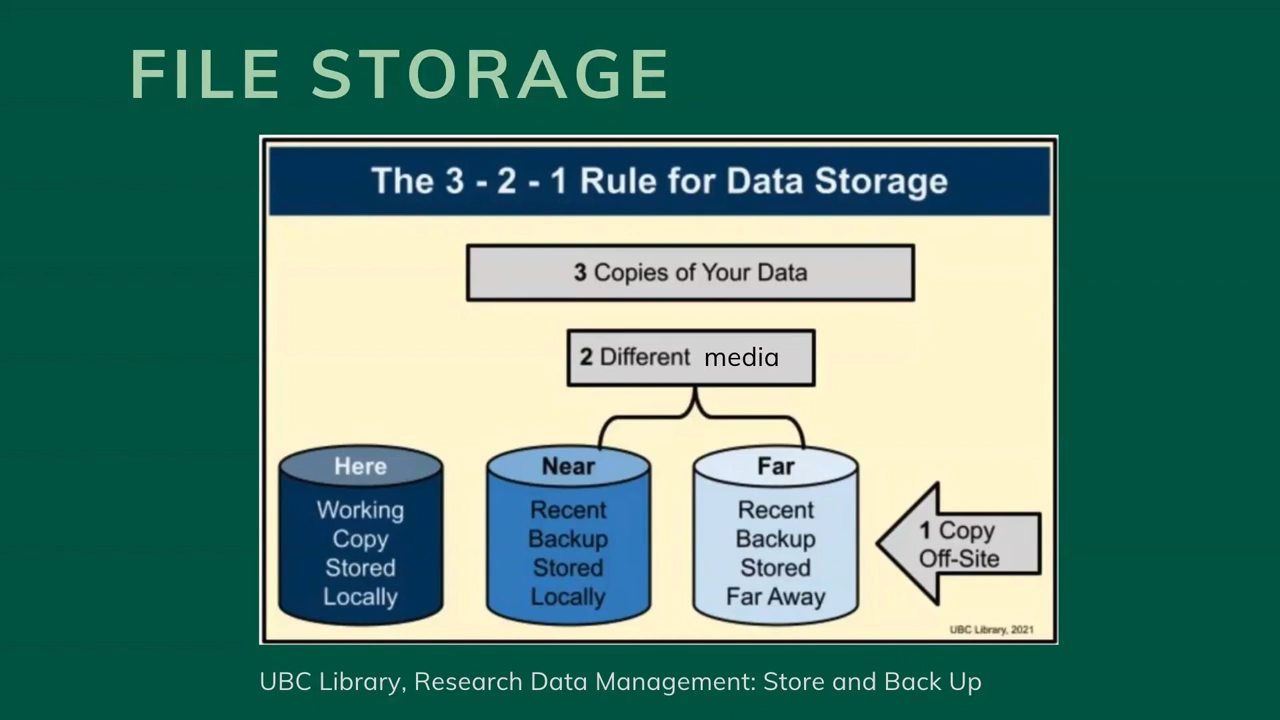 FILE STORAGE
The 3 - 2 - 1 Rule for Data Storage
3 Copies of Your Data
2 Different media
Here
Working
Copy
Stored
Locally
Near
Recent
Backup
Stored
Locally
Far
Recent
Backup
Stored
Far Away
1 Copy
Off-Site
UBC Library, 2021
UBC Library, Research Data Management: Store and Back Up